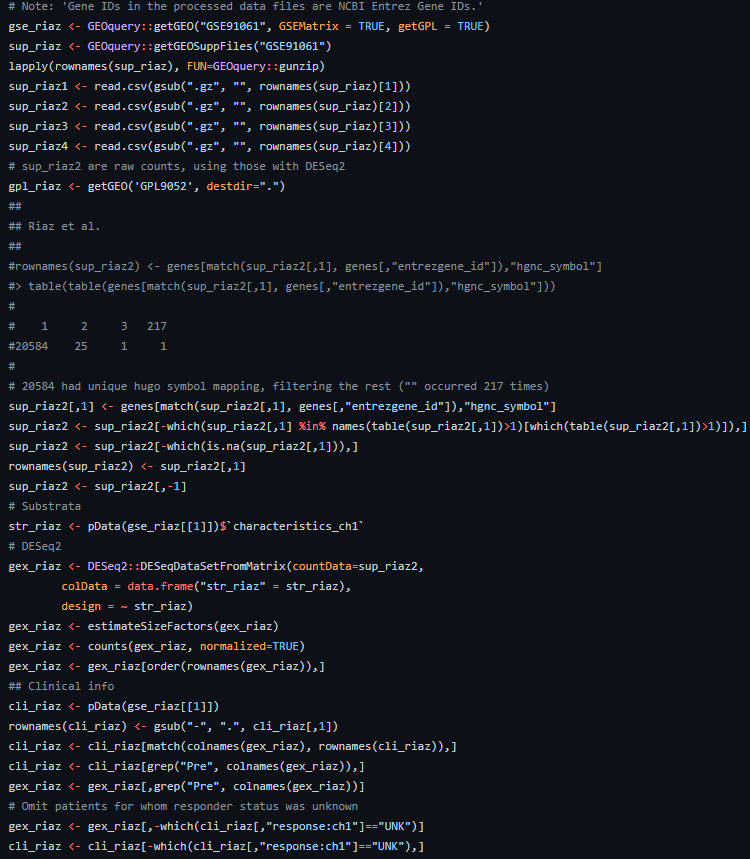 # Note: 'Gene IDs in the processed data files are NCBI Entrez Gene IDs.'
gse_riaz <- GEOquery::getGEO("GSE91061", GSEMatrix = TRUE, getGPL = TRUE)
sup_riaz <- GEOquery::getGEOSuppFiles("GSE91061")
lapply(rownames(sup_riaz), FUN=GEOquery::gunzip)
sup_riaz1 <- read.csv(gsub(".gz", "", rownames(sup_riaz)[1]))
sup_riaz2 <- read.csv(gsub(".gz", "", rownames(sup_riaz)[2]))
sup_riaz3 <- read.csv(gsub(".gz", "", rownames(sup_riaz)[3]))
sup_riaz4 <- read.csv(gsub(".gz", "", rownames(sup_riaz)[4]))
# sup_riaz2 are raw counts, using those with DESeq2
gpl_riaz <- getGEO('GPL9052', destdir=".")
##
## Riaz et al.
##
#rownames(sup_riaz2) <- genes[match(sup_riaz2[,1], genes[,"entrezgene_id"]),"hgnc_symbol"]
#> table(table(genes[match(sup_riaz2[,1], genes[,"entrezgene_id"]),"hgnc_symbol"]))
#
#    1     2     3   217
#20584    25     1     1
#
# 20584 had unique hugo symbol mapping, filtering the rest ("" occurred 217 times)
sup_riaz2[,1] <- genes[match(sup_riaz2[,1], genes[,"entrezgene_id"]),"hgnc_symbol"]
sup_riaz2 <- sup_riaz2[-which(sup_riaz2[,1] %in% names(table(sup_riaz2[,1])>1)[which(table(sup_riaz2[,1])>1)]),]
sup_riaz2 <- sup_riaz2[-which(is.na(sup_riaz2[,1])),]
rownames(sup_riaz2) <- sup_riaz2[,1]
sup_riaz2 <- sup_riaz2[,-1]
# Substrata
str_riaz <- pData(gse_riaz[[1]])$`characteristics_ch1`
# DESeq2
gex_riaz <- DESeq2::DESeqDataSetFromMatrix(countData=sup_riaz2,
        colData = data.frame("str_riaz" = str_riaz),
        design = ~ str_riaz)
gex_riaz <- estimateSizeFactors(gex_riaz)
gex_riaz <- counts(gex_riaz, normalized=TRUE)
gex_riaz <- gex_riaz[order(rownames(gex_riaz)),]
## Clinical info
cli_riaz <- pData(gse_riaz[[1]])
rownames(cli_riaz) <- gsub("-", ".", cli_riaz[,1])
cli_riaz <- cli_riaz[match(colnames(gex_riaz), rownames(cli_riaz)),]
cli_riaz <- cli_riaz[grep("Pre", colnames(gex_riaz)),]
gex_riaz <- gex_riaz[,grep("Pre", colnames(gex_riaz))]
# Omit patients for whom responder status was unknown
gex_riaz <- gex_riaz[,-which(cli_riaz[,"response:ch1"]=="UNK")]
cli_riaz <- cli_riaz[-which(cli_riaz[,"response:ch1"]=="UNK"),]